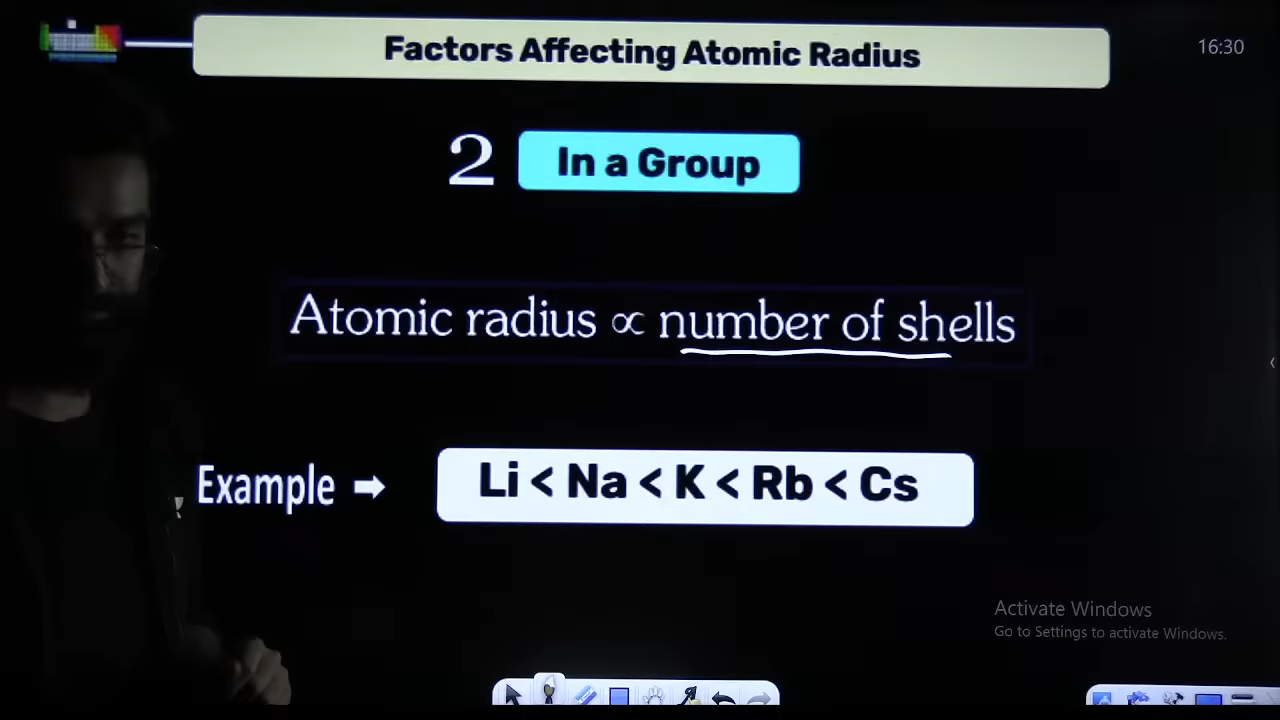 Factors Affecting Atomic Radius
16:30
2 In a Group
Atomic radius ∝ number of shells
Example ➡ Li < Na < K < Rb < Cs
Activate Windows
Go to Settings to activate Windows.